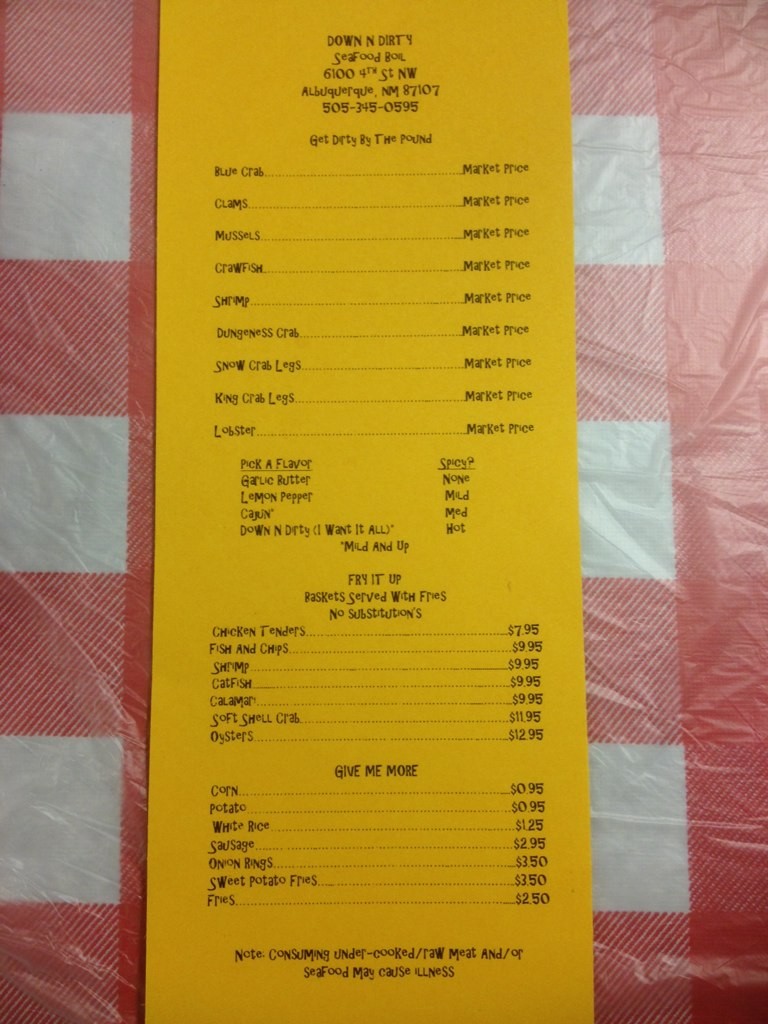 DOWN N DIRTY
SEAFOOD BOIL
6100 4TH ST NW
ALBUQUERQUE, NM 87107
505-345-0595
GET DIRTY BY THE POUND
BLUE CRAB MARKET PRICE
CLAMS MARKET PRICE
MUSSELS MARKET PRICE
CRAWFISH MARKET PRICE
SHRIMP MARKET PRICE
DUNGENESS CRAB MARKET PRICE
SNOW CRAB LEGS MARKET PRICE
KING CRAB LEGS MARKET PRICE
LOBSTER MARKET PRICE
PICK A FLAVOR SPICY?
GARLIC BUTTER NONE
LEMON PEPPER MILD
CAJUN* MED
DOWN N DIRTY (I WANT IT ALL)* HOT
*MILD AND UP
FRY IT UP
BASKETS SERVED WITH FRIES
NO SUBSTITUTION'S
CHICKEN TENDERS $7.95
FISH AND CHIPS $9.95
SHRIMP $9.95
CATFISH $9.95
CALAMARI $9.95
SOFT SHELL CRAB $11.95
OYSTERS $12.95
GIVE ME MORE
CORN $0.95
POTATO $0.95
WHITE RICE $1.25
SAUSAGE $2.95
ONION RINGS $3.50
SWEET POTATO FRIES $3.50
FRIES $2.50
NOTE: CONSUMING UNDER-COOKED/RAW MEAT AND/OR
SEAFOOD MAY CAUSE ILLNESS